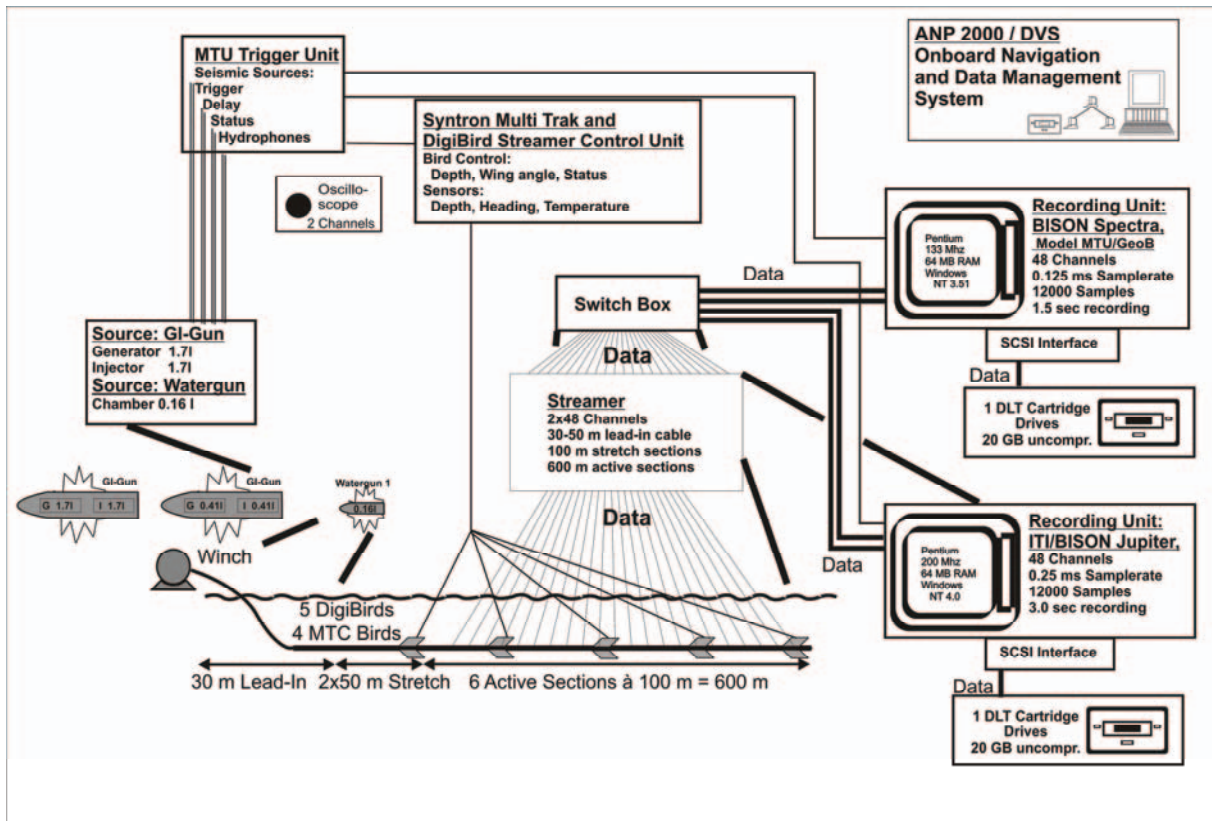 MTU Trigger Unit
Seismic Sources:
Trigger
Delay
Status
Hydrophones
Syntron Multi Trak and
DigiBird Streamer Control Unit
Bird Control:
Depth, Wing angle, Status
Sensors:
Depth, Heading, Temperature
Oscillo-
scope
2 Channels
ANP 2000 / DVS
Onboard Navigation
and Data Management
System
Pentium
133 Mhz
64 MB RAM
Windows
NT 3.51
Recording Unit:
BISON Spectra,
Model MTU/GeoB
48 Channels
0.125 ms Samplerate
12000 Samples
1.5 sec recording
SCSI Interface
Data
1 DLT Cartridge
Drives
20 GB uncompr.
Data
Switch Box
Data
Streamer
2x48 Channels
30-50 m lead-in cable
100 m stretch sections
600 m active sections
Data
Source: GI-Gun
Generator 1.7l
Injector 1.7l
Source: Watergun
Chamber 0.16 l
GI-Gun
G 1.7l I 1.7l
GI-Gun
G 0.41l I 0.41l
Watergun 1
0.16l
Winch
5 DigiBirds
4 MTC Birds
30 m Lead-In 2x50 m Stretch 6 Active Sections à 100 m = 600 m
Data
Pentium
200 Mhz
64 MB RAM
Windows
NT 4.0
Recording Unit:
ITI/BISON Jupiter,
48 Channels
0.25 ms Samplerate
12000 Samples
3.0 sec recording
SCSI Interface
Data
1 DLT Cartridge
Drives
20 GB uncompr.